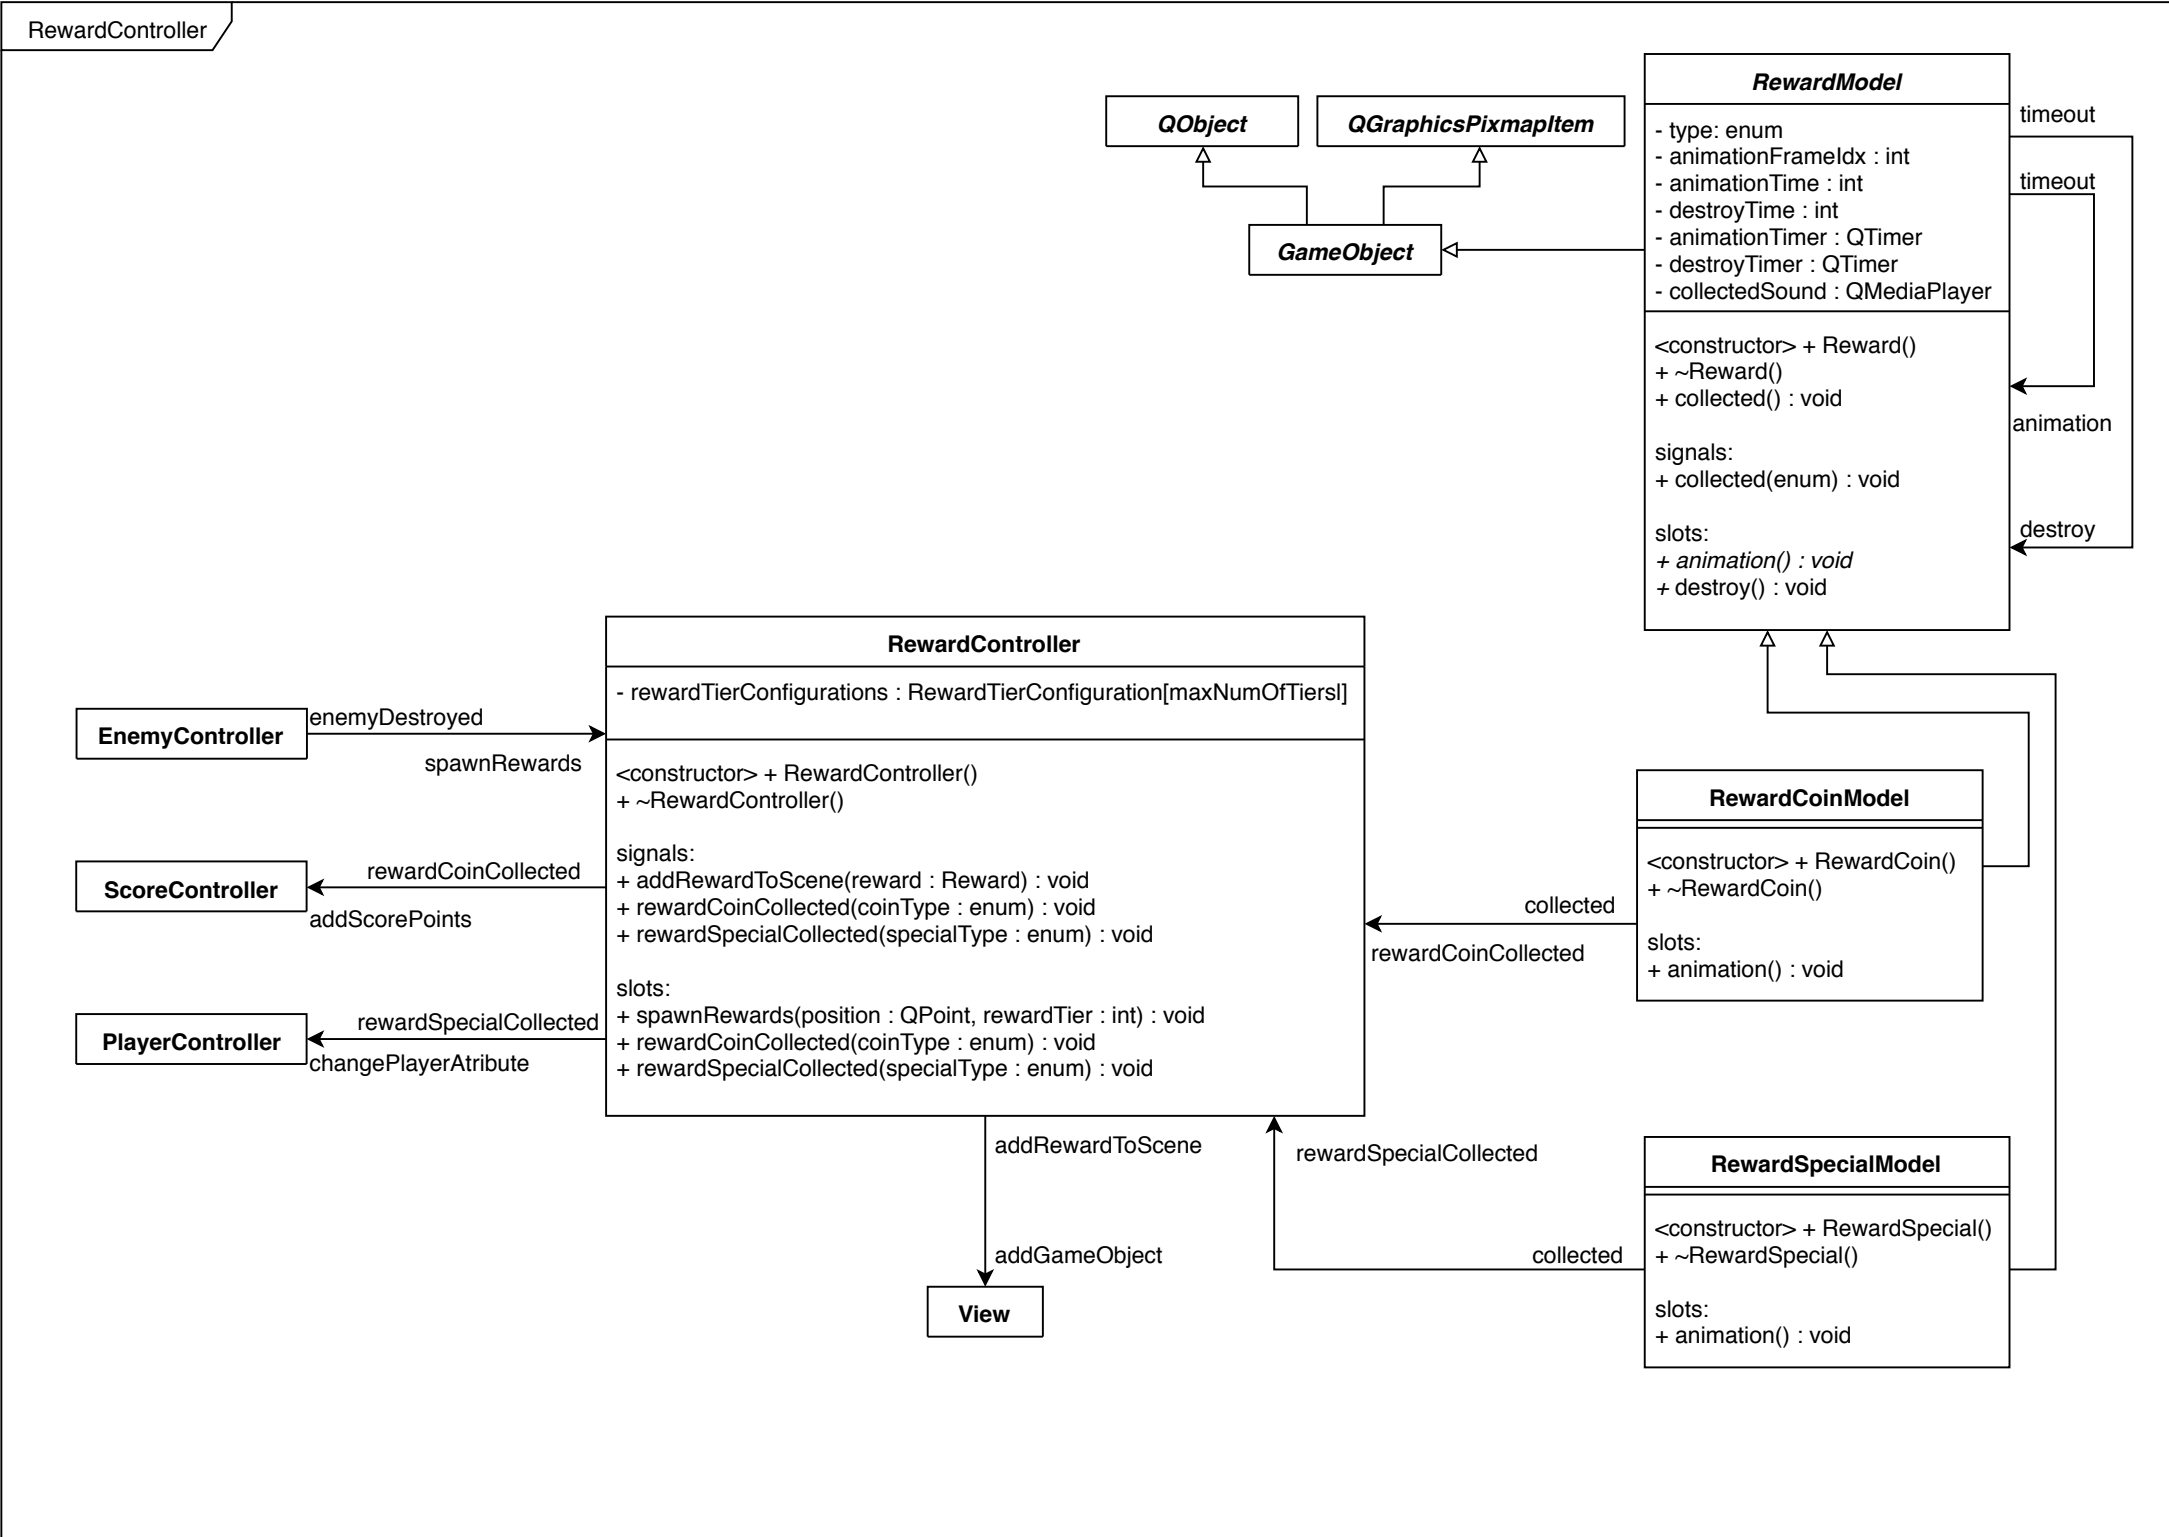 RewardController
QObject
QGraphicsPixmapItem
GameObject
RewardModel
- type: enum
- animationFrameIdx : int
- animationTime : int
- destroyTime : int
- animationTimer : QTimer
- destroyTimer : QTimer
- collectedSound : QMediaPlayer
<constructor> + Reward()
+ ~Reward()
+ collected() : void
signals:
+ collected(enum) : void
slots:
+ animation() : void
+ destroy() : void
timeout
timeout
animation
destroy
EnemyController
enemyDestroyed
spawnRewards
ScoreController
rewardCoinCollected
addScorePoints
PlayerController
rewardSpecialCollected
changePlayerAtribute
RewardController
- rewardTierConfigurations : RewardTierConfiguration[maxNumOfTiersl]
<constructor> + RewardController()
+ ~RewardController()
signals:
+ addRewardToScene(reward : Reward) : void
+ rewardCoinCollected(coinType : enum) : void
+ rewardSpecialCollected(specialType : enum) : void
slots:
+ spawnRewards(position : QPoint, rewardTier : int) : void
+ rewardCoinCollected(coinType : enum) : void
+ rewardSpecialCollected(specialType : enum) : void
collected
rewardCoinCollected
RewardCoinModel
<constructor> + RewardCoin()
+ ~RewardCoin()
slots:
+ animation() : void
addRewardToScene
addGameObject
View
rewardSpecialCollected
collected
RewardSpecialModel
<constructor> + RewardSpecial()
+ ~RewardSpecial()
slots:
+ animation() : void